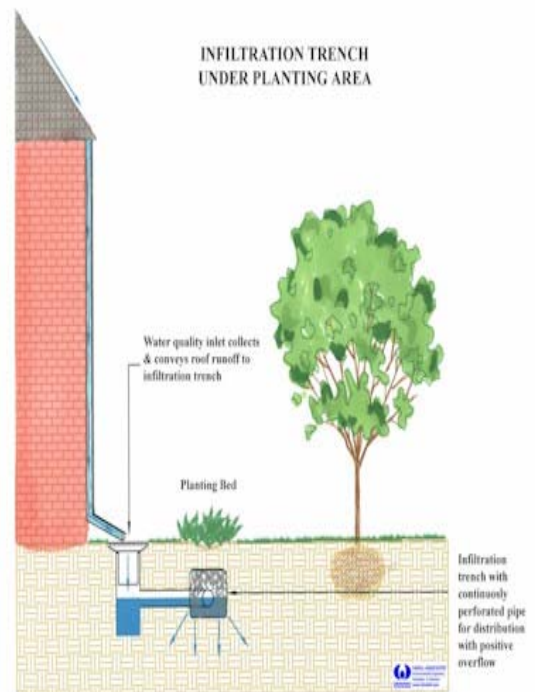 INFILTRATION TRENCH
UNDER PLANTING AREA
Water quality inlet collects
& conveys roof runoff to
infiltration trench
Planting Bed
Infiltration
trench with
continuosly
perforated pipe
for distribution
with positive
overflow